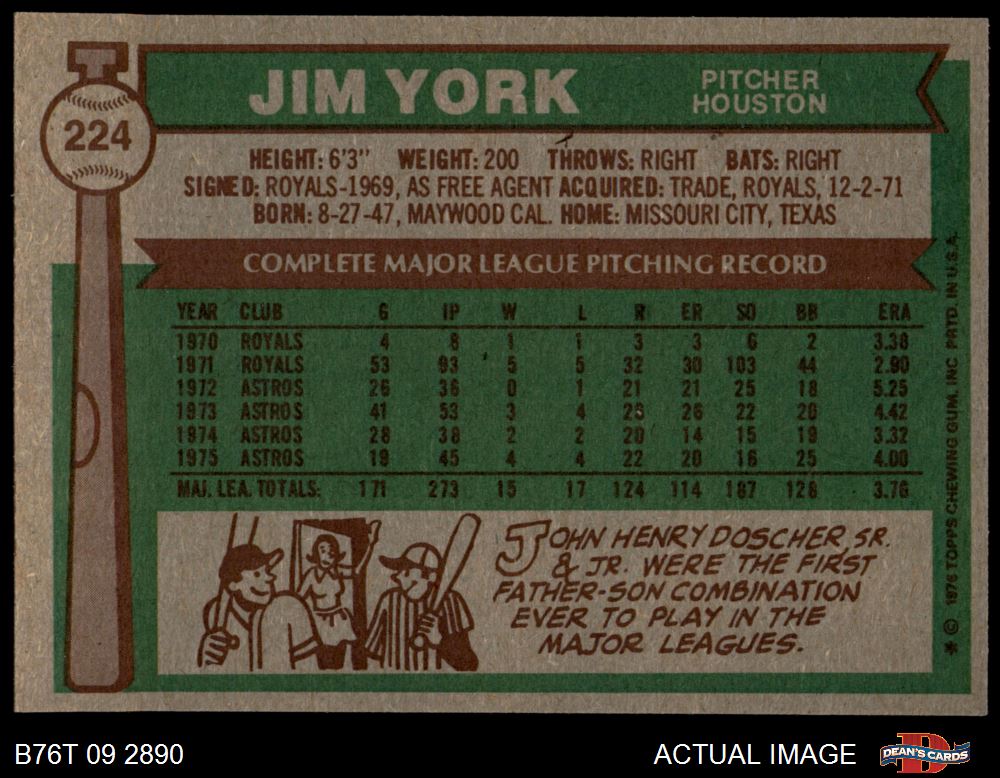 224
JIM YORK
PITCHER
HOUSTON
HEIGHT: 6'3" WEIGHT: 200 THROWS: RIGHT BATS: RIGHT
SIGNED: ROYALS-1969, AS FREE AGENT ACQUIRED: TRADE, ROYALS, 12-2-71
BORN: 8-27-47, MAYWOOD CAL. HOME: MISSOURI CITY, TEXAS
COMPLETE MAJOR LEAGUE PITCHING RECORD
YEAR CLUB G IP W L R ER SO BB ERA
1970 ROYALS 4 8 1 1 3 3 6 2 3.38
1971 ROYALS 53 93 5 5 32 30 103 44 2.90
1972 ASTROS 26 36 0 1 21 21 25 18 5.25
1973 ASTROS 41 53 3 4 26 26 22 20 4.42
1974 ASTROS 28 38 2 2 20 14 15 19 3.32
1975 ASTROS 19 45 4 4 22 20 16 25 4.00
MAJ. LEA. TOTALS: 171 273 15 17 124 114 187 128 3.76
JOHN HENRY DOSCHER, SR.
& JR. WERE THE FIRST
FATHER-SON COMBINATION
EVER TO PLAY IN THE
MAJOR LEAGUES.
* © 1976 TOPPS CHEWING GUM, INC PRTD. IN U.S.A.
B76T 09 2890
ACTUAL IMAGE
D
DEAN'S CARDS